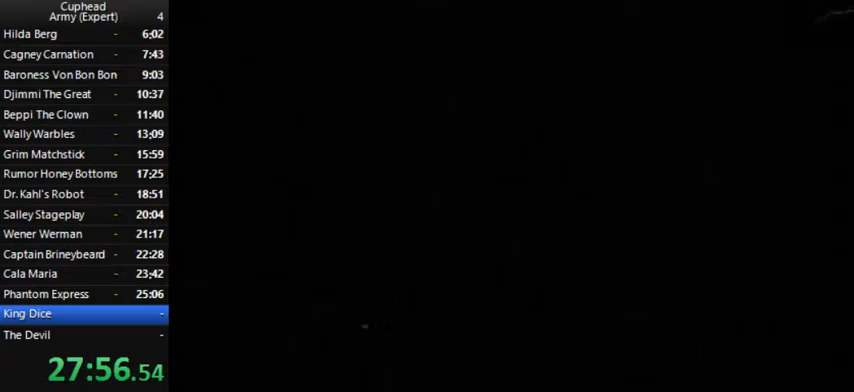 Cuphead
Army (Expert) 4
Hilda Berg - 6;02
Cagney Carnation - 7:43
Baroness Von Bon Bon 9:03
Djimmi The Great - 10:37
Beppi The Clown - 11:40
Wally Warbles - 13;09
Grim Matchstick - 15:59
Rumor Honey Bottoms 17;25
Dr. Kahl's Robot - 18:51
Salley Stageplay - 20:04
Wener Werman - 21:17
Captain Brineybeard - 22:28
Cala Maria - 23;42
Phantom Express - 25:06
King Dice -
The Devil -
27:56.54